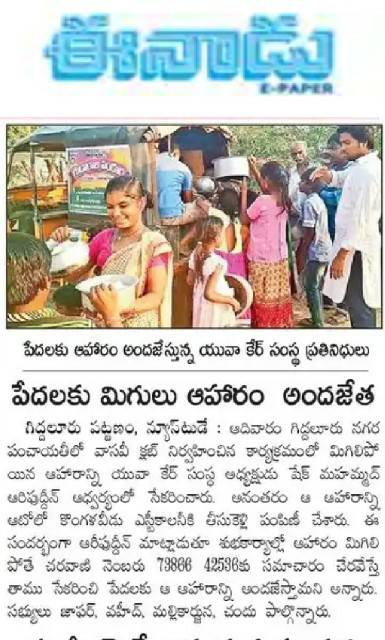 ఈనాడు
E-PAPER
పేదలకు ఆహారం అందజేస్తున్న యువా కేర్ సంస్థ ప్రతినిధులు
పేదలకు మిగులు ఆహారం అందజేత
గిద్దలూరు పట్టణం, న్యూస్‌టుడే : ఆదివారం గిద్దలూరు నగర
పంచాయతీలో వాసవీ క్లబ్ నిర్వహించిన కార్యక్రమంలో మిగిలిపో
యిన ఆహారాన్ని యువా కేర్ సంస్థ అధ్యక్షుడు షేక్ మహమ్మద్
ఆరిఫుద్దీన్ ఆధ్వర్యంలో సేకరించారు. అనంతరం ఆ ఆహారాన్ని
ఆటోలో కొంగళవీడు ఎస్టీకాలనీకి తీసుకెళ్లి పంపిణీ చేశారు. ఈ
సందర్భంగా ఆరీఫుద్దీన్ మాట్లాడుతూ శుభకార్యాల్లో ఆహారం మిగిలి
పోతే చరవాణి నెంబరు 73866 42536కు సమాచారం చేరవేస్తే
తాము సేకరించి పేదలకు ఆ ఆహారాన్ని అందజేస్తామని అన్నారు.
సభ్యులు జాఫర్, వహీద్, మల్లికార్జున, చందు పాల్గొన్నారు.